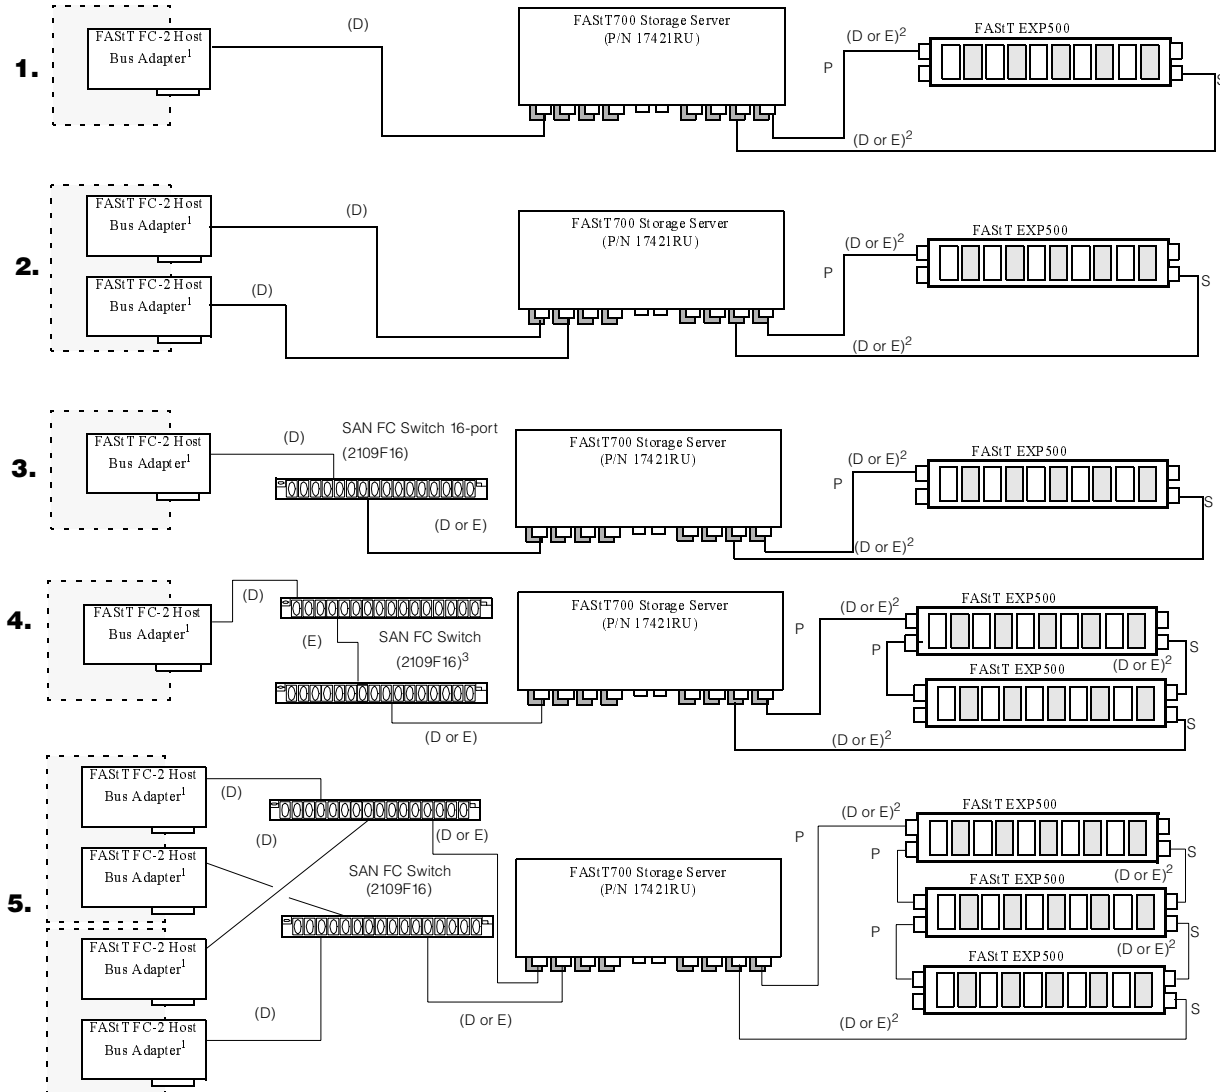 1.
FAStT FC-2 Host
Bus Adapter1
(D)
FAStT700 Storage Server
(P/N 17421RU)
(D or E)2
P
FAStT EXP500
S
(D or E)2
2.
FAStT FC-2 Host
Bus Adapter1
(D)
FAStT FC-2 Host
Bus Adapter1
(D)
FAStT700 Storage Server
(P/N 17421RU)
(D or E)2
P
FAStT EXP500
S
(D or E)2
3.
FAStT FC-2 Host
Bus Adapter1
(D)
SAN FC Switch 16-port
(2109F16)
(D or E)
FAStT700 Storage Server
(P/N 17421RU)
(D or E)2
P
FAStT EXP500
S
(D or E)2
4.
FAStT FC-2 Host
Bus Adapter1
(D)
(E)
SAN FC Switch
(2109F16)3
(D or E)
FAStT700 Storage Server
(P/N 17421RU)
(D or E)2
P
FAStT EXP500
P
S
(D or E)2
FAStT EXP500
S
(D or E)2
5.
FAStT FC-2 Host
Bus Adapter1
(D)
FAStT FC-2 Host
Bus Adapter1
(D)
(D or E)
SAN FC Switch
(2109F16)
FAStT FC-2 Host
Bus Adapter1
FAStT FC-2 Host
Bus Adapter1
(D)
(D or E)
FAStT700 Storage Server
(P/N 17421RU)
(D or E)2
P
FAStT EXP500
P
S
(D or E)2
FAStT EXP500
P
S
(D or E)2
FAStT EXP500
S
(D or E)2